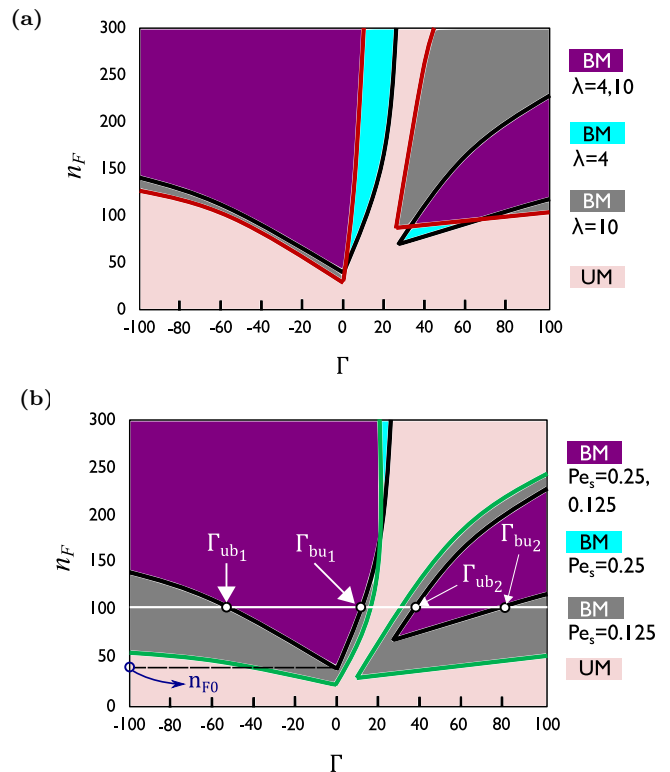 (a)
300
250
200
150
100
50
0
n_F
-100 -80 -60 -40 -20 0 20 40 60 80 100
Γ
BM
λ=4,10
BM
λ=4
BM
λ=10
UM
(b)
300
250
200
150
100
50
0
n_F
Γ_ub₁
Γ_bu₁
Γ_ub₂
Γ_bu₂
n_F0
-100 -80 -60 -40 -20 0 20 40 60 80 100
Γ
BM
Pe_s=0.25,
0.125
BM
Pe_s=0.25
BM
Pe_s=0.125
UM